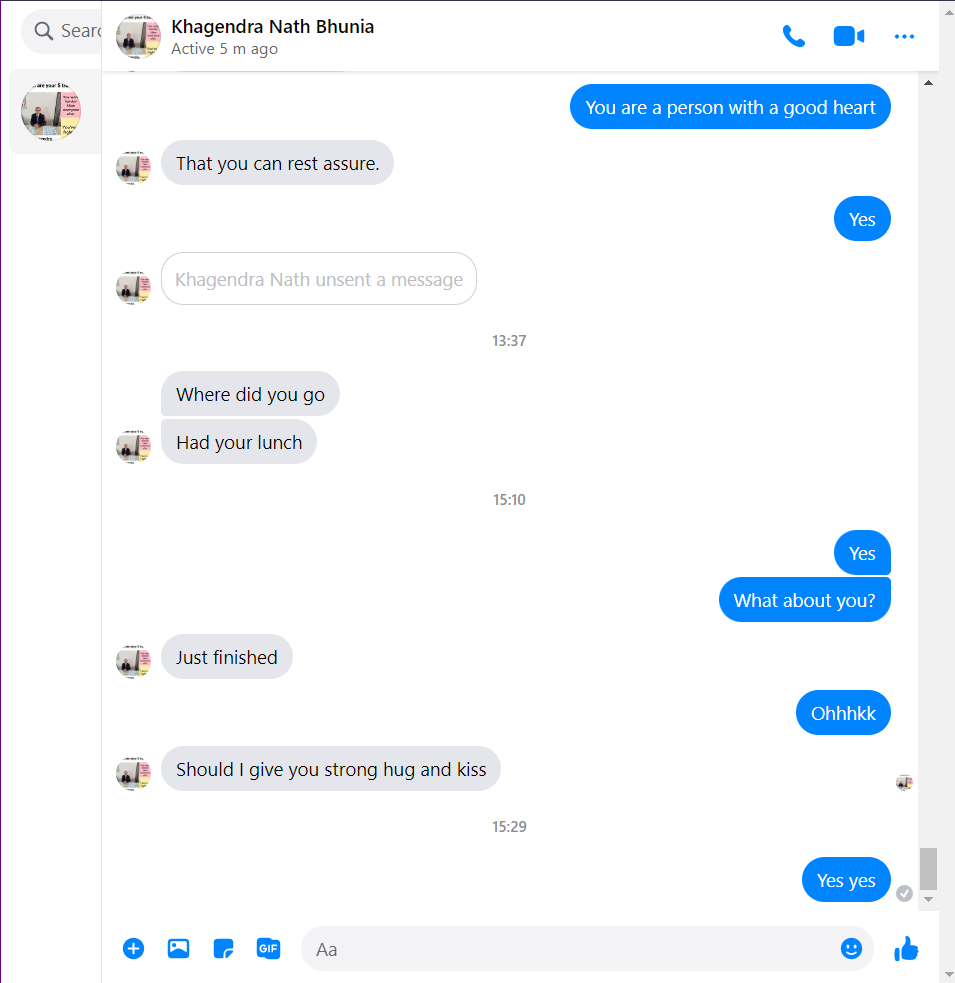 Searc
Khagendra Nath Bhunia
Active 5 m ago
You are a person with a good heart
That you can rest assure.
Yes
Khagendra Nath unsent a message
13:37
Where did you go
Had your lunch
15:10
Yes
What about you?
Just finished
Ohhhkk
Should I give you strong hug and kiss
15:29
Yes yes
GIF
Aa